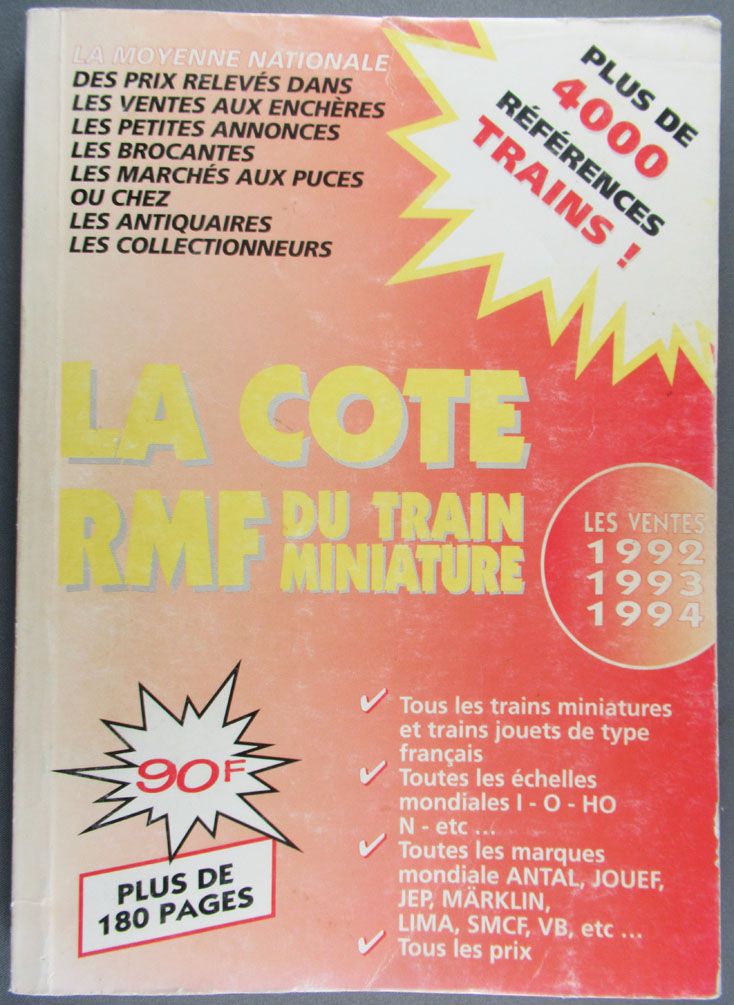 LA MOYENNE NATIONALE
DES PRIX RELEVÉS DANS
LES VENTES AUX ENCHÈRES
LES PETITES ANNONCES
LES BROCANTES
LES MARCHÉS AUX PUCES
OU CHEZ
LES ANTIQUAIRES
LES COLLECTIONNEURS
PLUS DE
4000
RÉFÉRENCES
TRAINS !
LA COTE
RMF DU TRAIN
MINIATURE
LES VENTES
1992
1993
1994
90F
PLUS DE
180 PAGES
Tous les trains miniatures
et trains jouets de type
français
Toutes les échelles
mondiales I - O - HO
N - etc ...
Toutes les marques
mondiale ANTAL, JOUEF,
JEP, MÄRKLIN,
LIMA, SMCF, VB, etc ...
Tous les prix